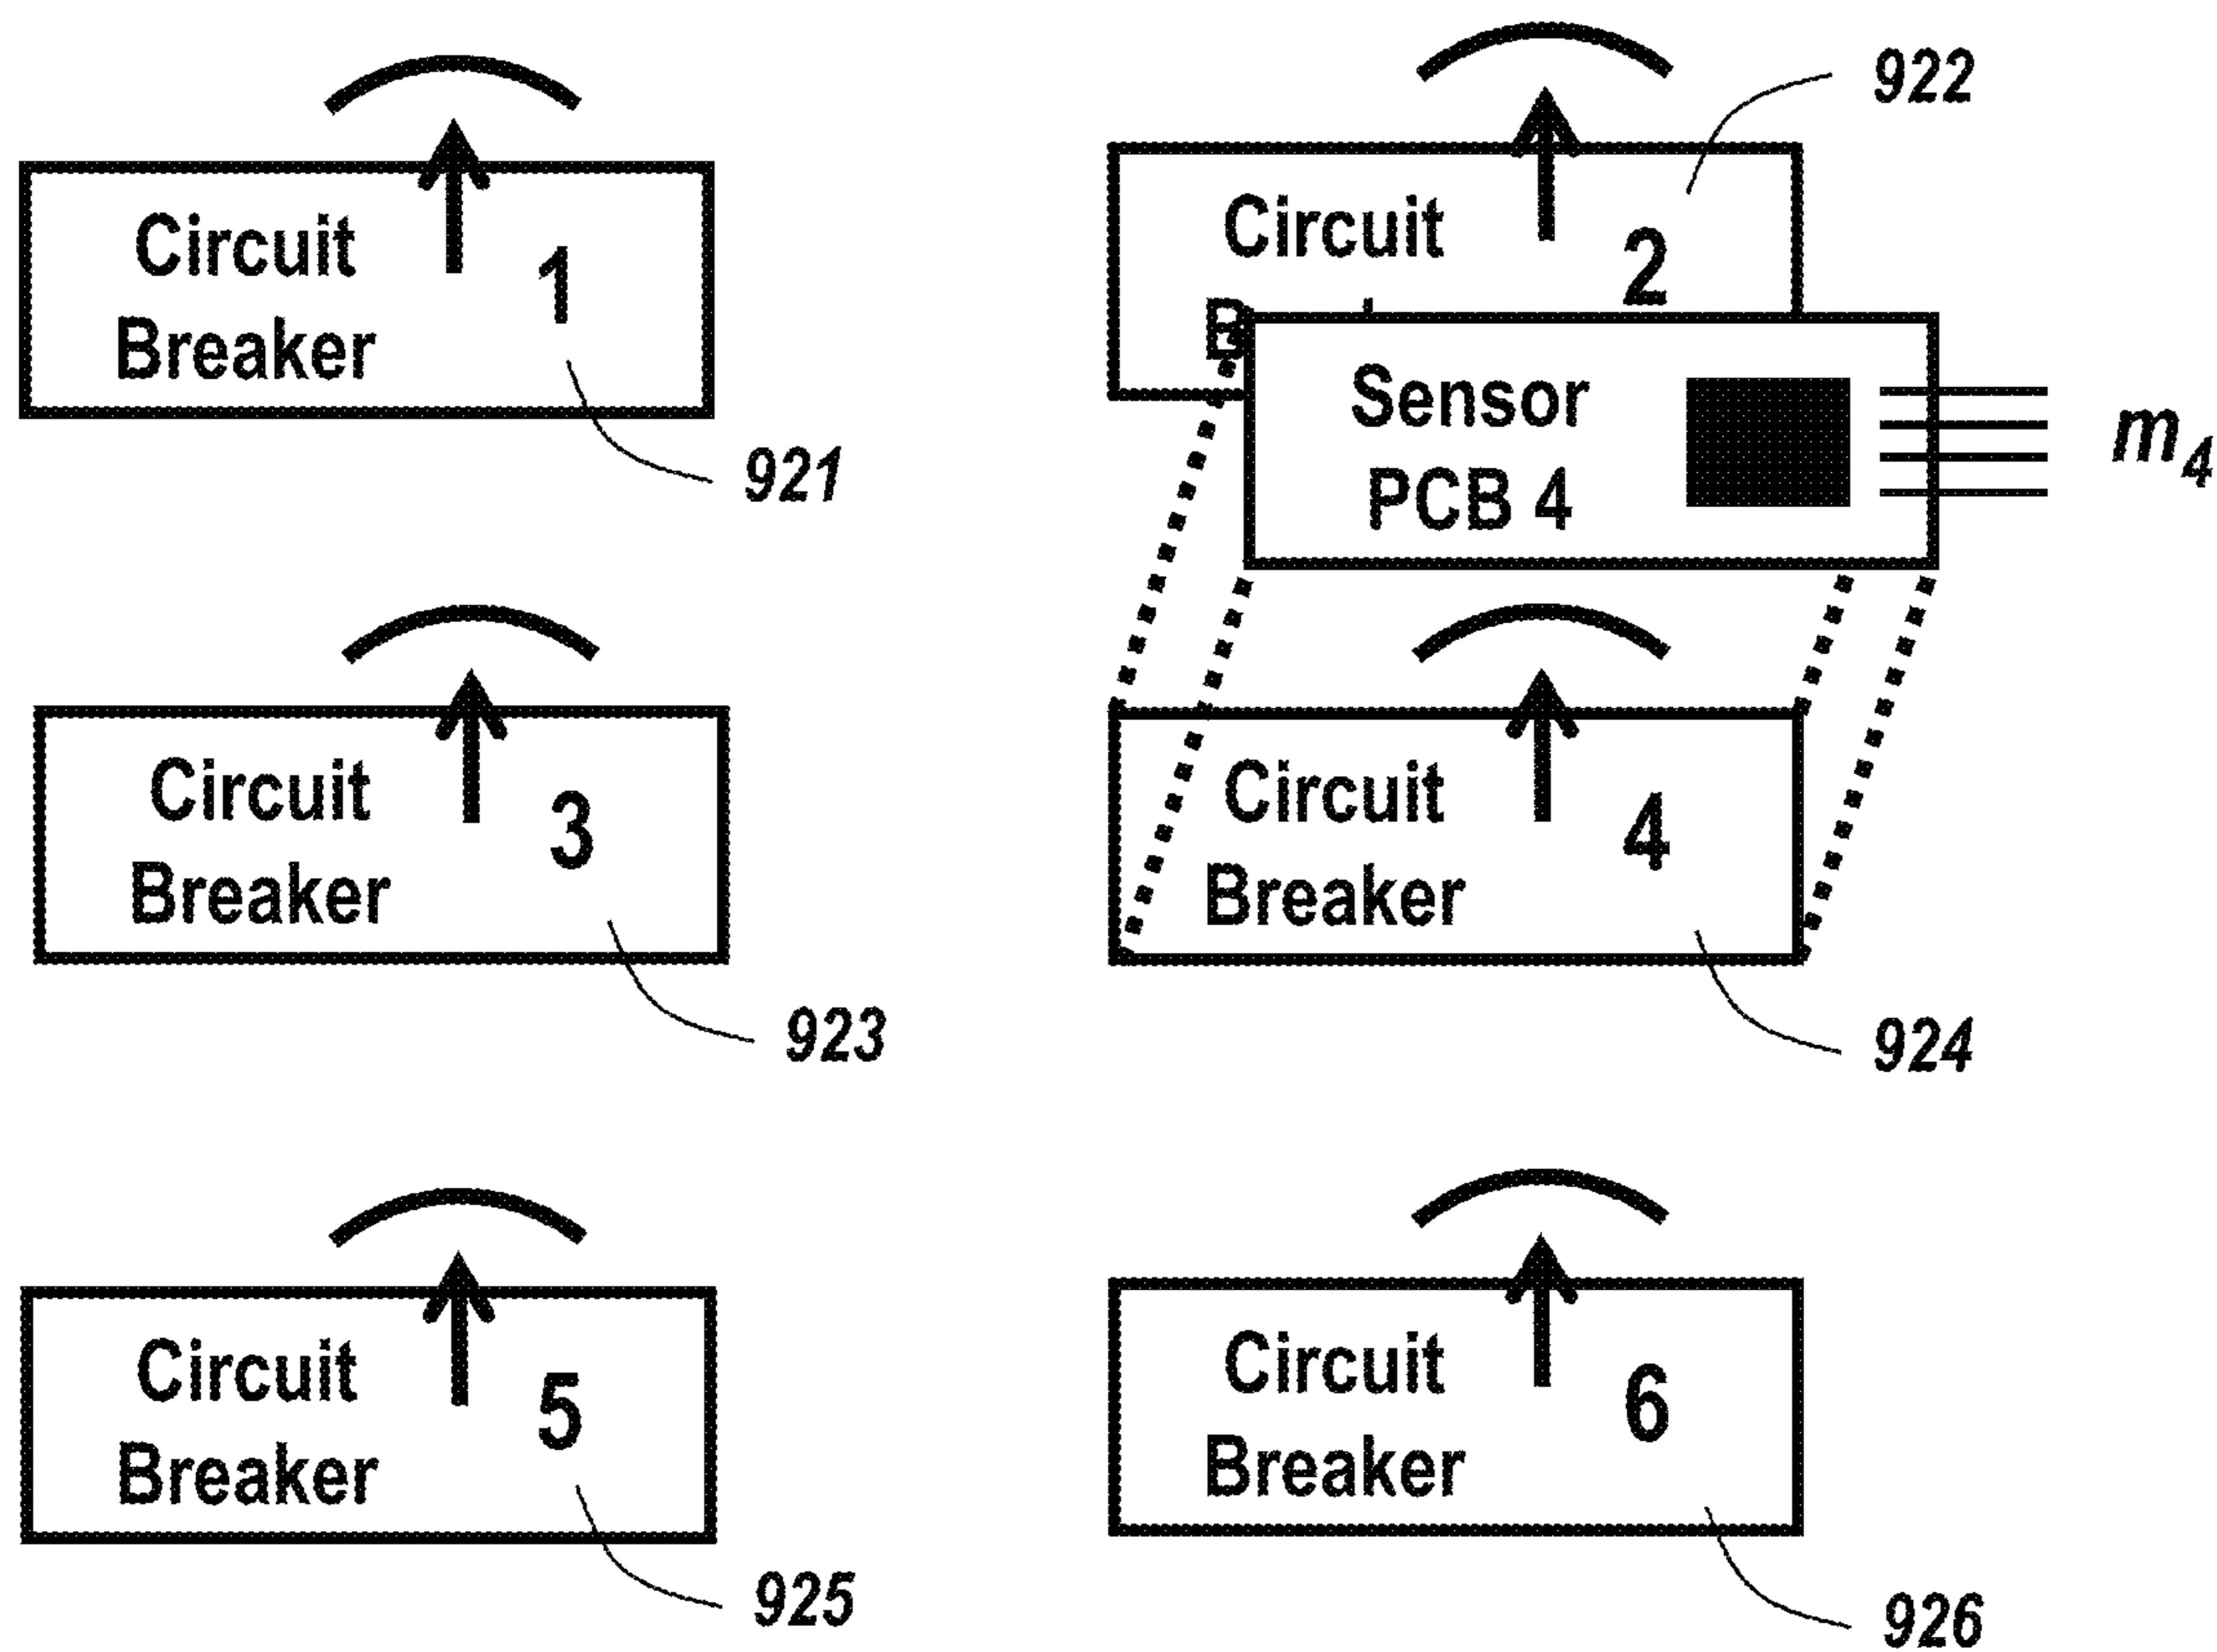 Circuit
Breaker
1
921
Circuit
2
922
Sensor
PCB 4
m4
Circuit
Breaker
3
923
Circuit
Breaker
4
924
Circuit
Breaker
5
925
Circuit
Breaker
6
926